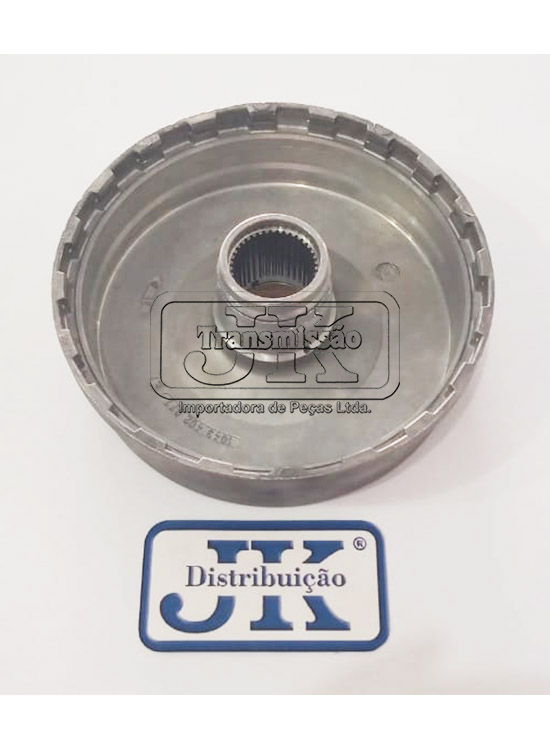 Transmissão
JK
Importadora de Peças Ltda.
JK ®
Distribuição